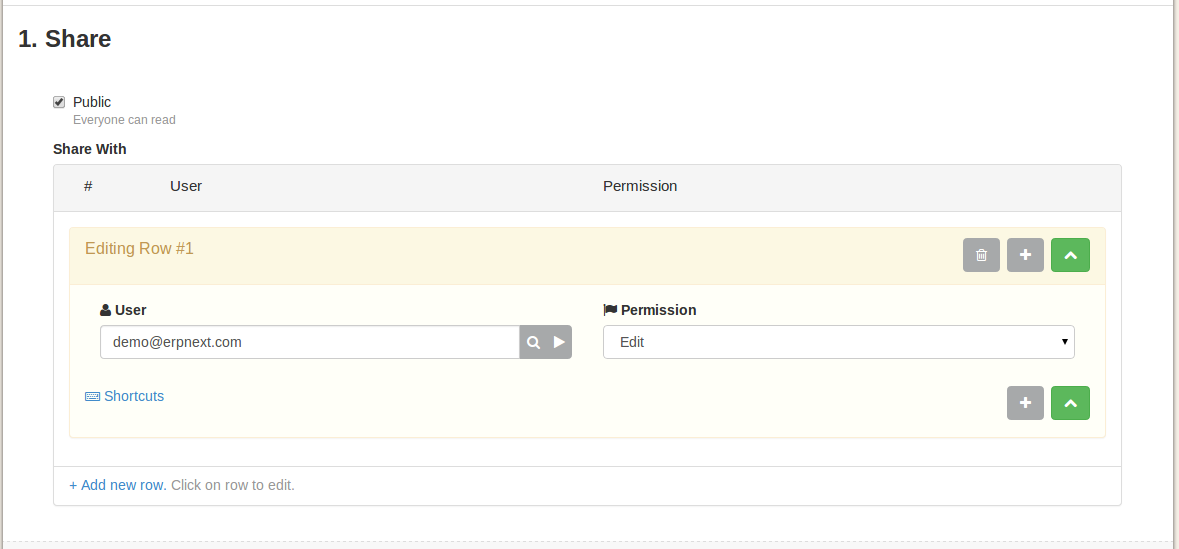 1. Share
Public
Everyone can read
Share With
# User Permission
Editing Row #1
User Permission
demo@erpnext.com Edit
Shortcuts
+ Add new row. Click on row to edit.